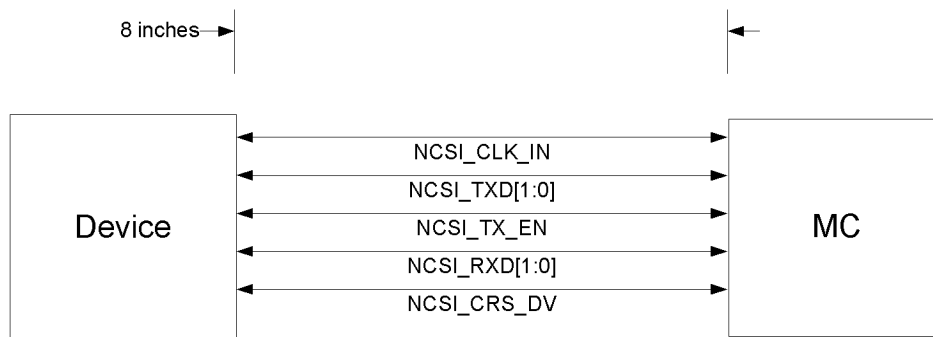 8 inches
NCSI_CLK_IN
NCSI_TXD[1:0]
Device
NCSI_TX_EN
MC
NCSI_RXD[1:0]
NCSI_CRS_DV